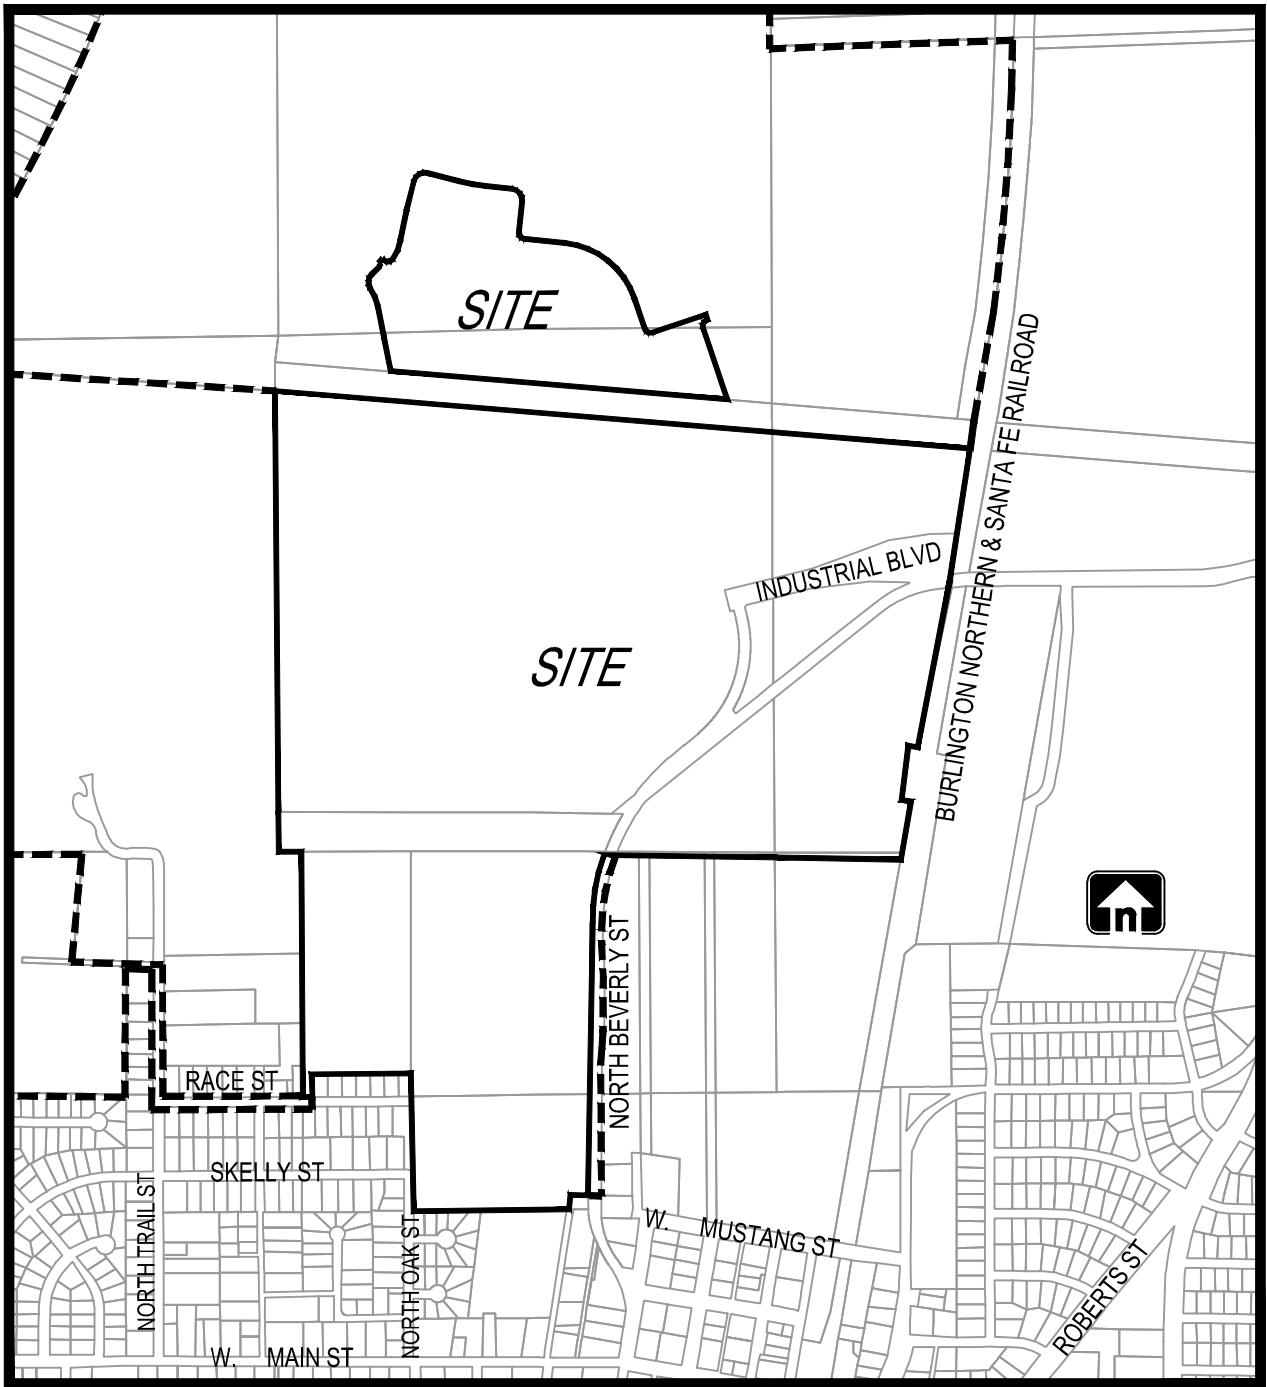 SITE
BURLINGTON NORTHERN & SANTA FE RAILROAD
INDUSTRIAL BLVD
SITE
n
NORTH BEVERLY ST
RACE ST
SKELLY ST
NORTH TRAIL ST
NORTH OAK ST
W. MUSTANG ST
ROBERTS ST
W. MAIN ST